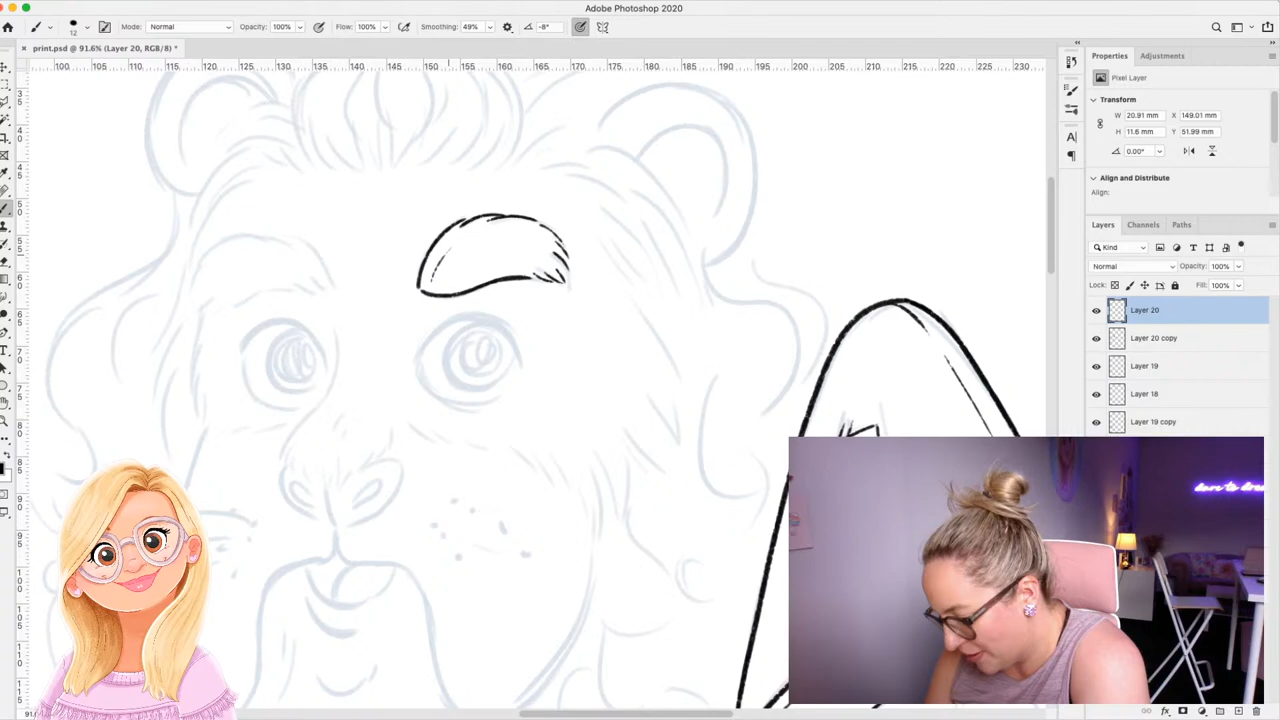 Adobe Photoshop 2020
12 Mode: Normal Opacity: 100% Flow: 100% Smoothing: 49% -8°
× print.psd @ 91.6% (Layer 20, RGB/8) *
100 105 110 115 120 125 130 135 140 145 150 155 160 165 170 175 180 185 190 195 200 205 210 215 220 225 230
Properties Adjustments
Pixel Layer
Transform
W 20.91 mm X 149.01 mm
H 11.6 mm Y 51.99 mm
0.00°
Align and Distribute
Align:
Layers Channels Paths
Kind
Normal Opacity: 100%
Lock: Fill: 100%
Layer 20
Layer 20 copy
Layer 19
Layer 18
Layer 19 copy
dare to